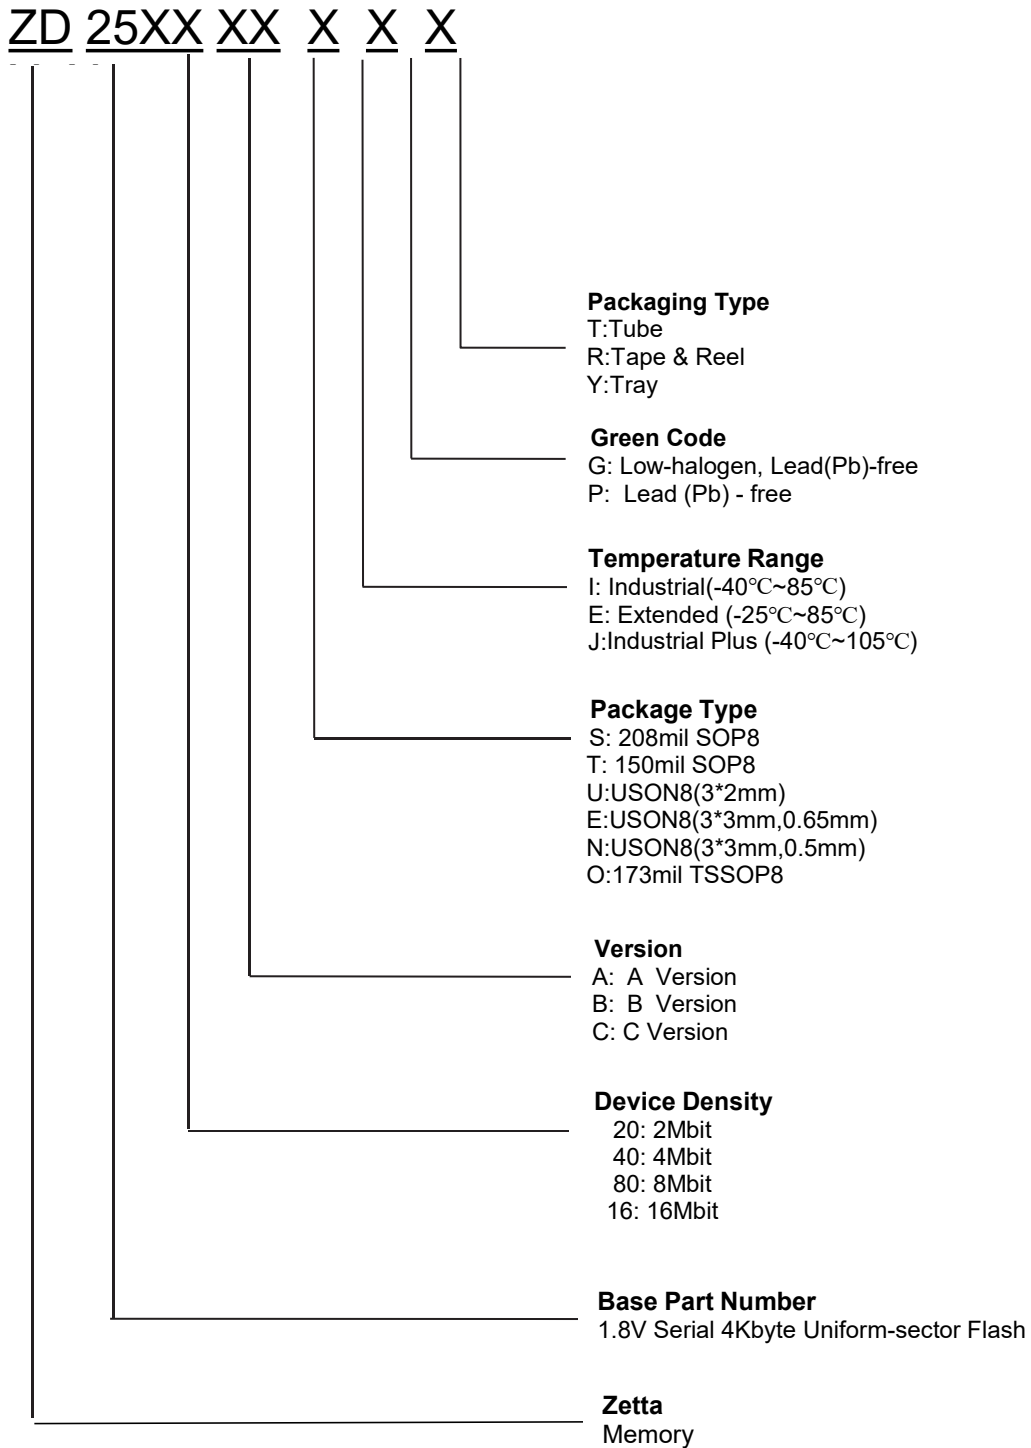 ZD 25XX XX X X X
Packaging Type
T:Tube
R:Tape & Reel
Y:Tray
Green Code
G: Low-halogen, Lead(Pb)-free
P: Lead (Pb) - free
Temperature Range
I: Industrial(-40℃~85℃)
E: Extended (-25℃~85℃)
J:Industrial Plus (-40℃~105℃)
Package Type
S: 208mil SOP8
T: 150mil SOP8
U:USON8(3*2mm)
E:USON8(3*3mm,0.65mm)
N:USON8(3*3mm,0.5mm)
O:173mil TSSOP8
Version
A: A Version
B: B Version
C: C Version
Device Density
20: 2Mbit
40: 4Mbit
80: 8Mbit
16: 16Mbit
Base Part Number
1.8V Serial 4Kbyte Uniform-sector Flash
Zetta
Memory